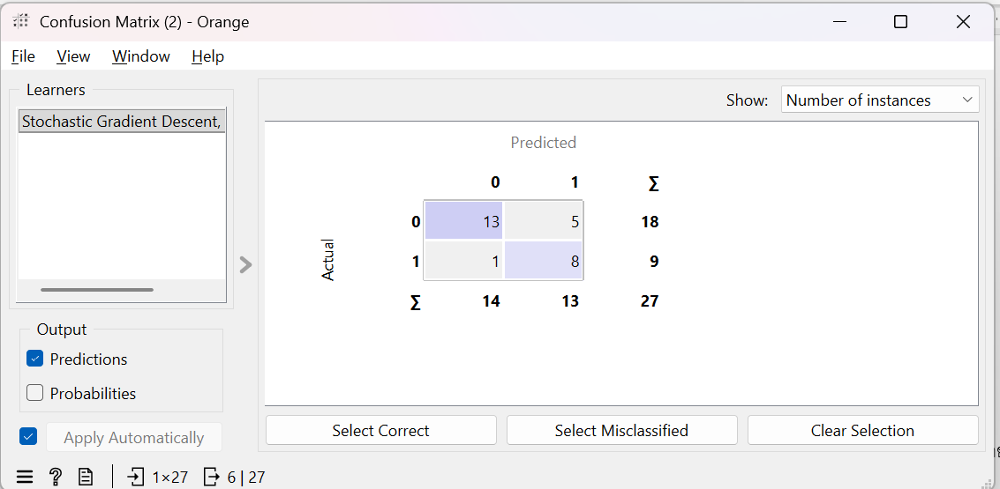 Confusion Matrix (2) - Orange
File View Window Help
Learners
Stochastic Gradient Descent,
Show: Number of instances
Predicted
0 1 ∑
0 13 5 18
Actual
1 1 8 9
∑ 14 13 27
Output
Predictions
Probabilities
Apply Automatically
Select Correct Select Misclassified Clear Selection
? 1×27 6 | 27